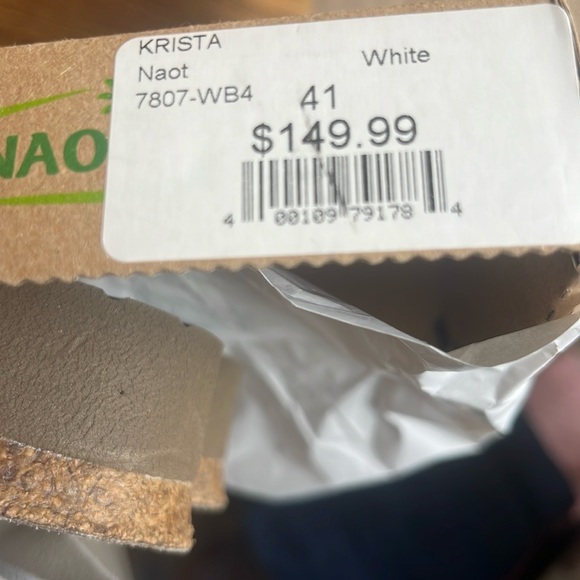 KRISTA
Naot White
7807-WB4 41
$149.99
4 00109 79178 4
NAO